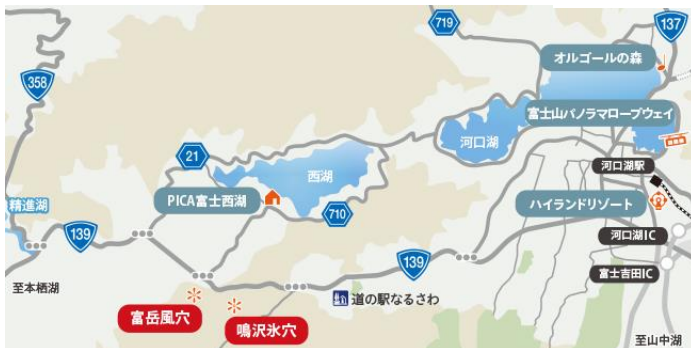 719
137
オルゴールの森
358
富士山パノラマロープウェイ
河口湖
21
西湖
河口湖駅
PICA富士西湖
精進湖
710
ハイランドリゾート
139
河口湖IC
139
富士吉田IC
至本栖湖
道の駅なるさわ
富岳風穴
鳴沢氷穴
至山中湖